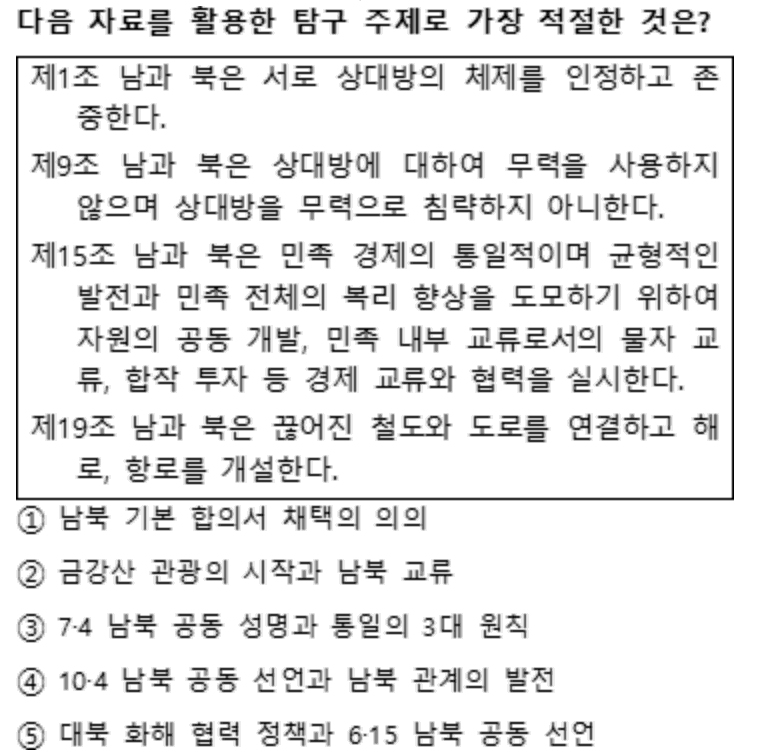 다음 자료를 활용한 탐구 주제로 가장 적절한 것은?
제1조 남과 북은 서로 상대방의 체제를 인정하고 존
중한다.
제9조 남과 북은 상대방에 대하여 무력을 사용하지
않으며 상대방을 무력으로 침략하지 아니한다.
제15조 남과 북은 민족 경제의 통일적이며 균형적인
발전과 민족 전체의 복리 향상을 도모하기 위하여
자원의 공동 개발, 민족 내부 교류로서의 물자 교
류, 합작 투자 등 경제 교류와 협력을 실시한다.
제19조 남과 북은 끊어진 철도와 도로를 연결하고 해
로, 항로를 개설한다.
① 남북 기본 합의서 채택의 의의
② 금강산 관광의 시작과 남북 교류
③ 7·4 남북 공동 성명과 통일의 3대 원칙
④ 10·4 남북 공동 선언과 남북 관계의 발전
⑤ 대북 화해 협력 정책과 6·15 남북 공동 선언